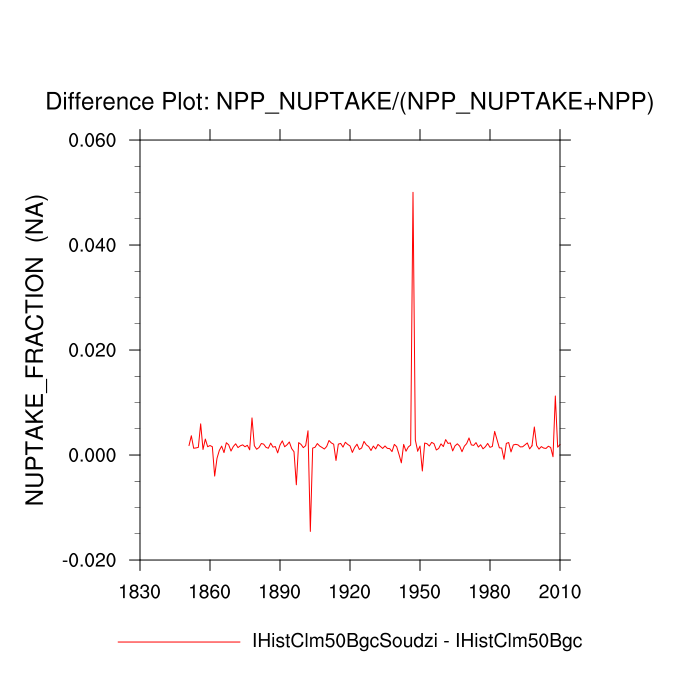 Difference Plot: NPP_NUPTAKE/(NPP_NUPTAKE+NPP)
NUPTAKE_FRACTION (NA)
0.060
0.040
0.020
0.000
-0.020
1830 1860 1890 1920 1950 1980 2010
IHistClm50BgcSoudzi - IHistClm50Bgc